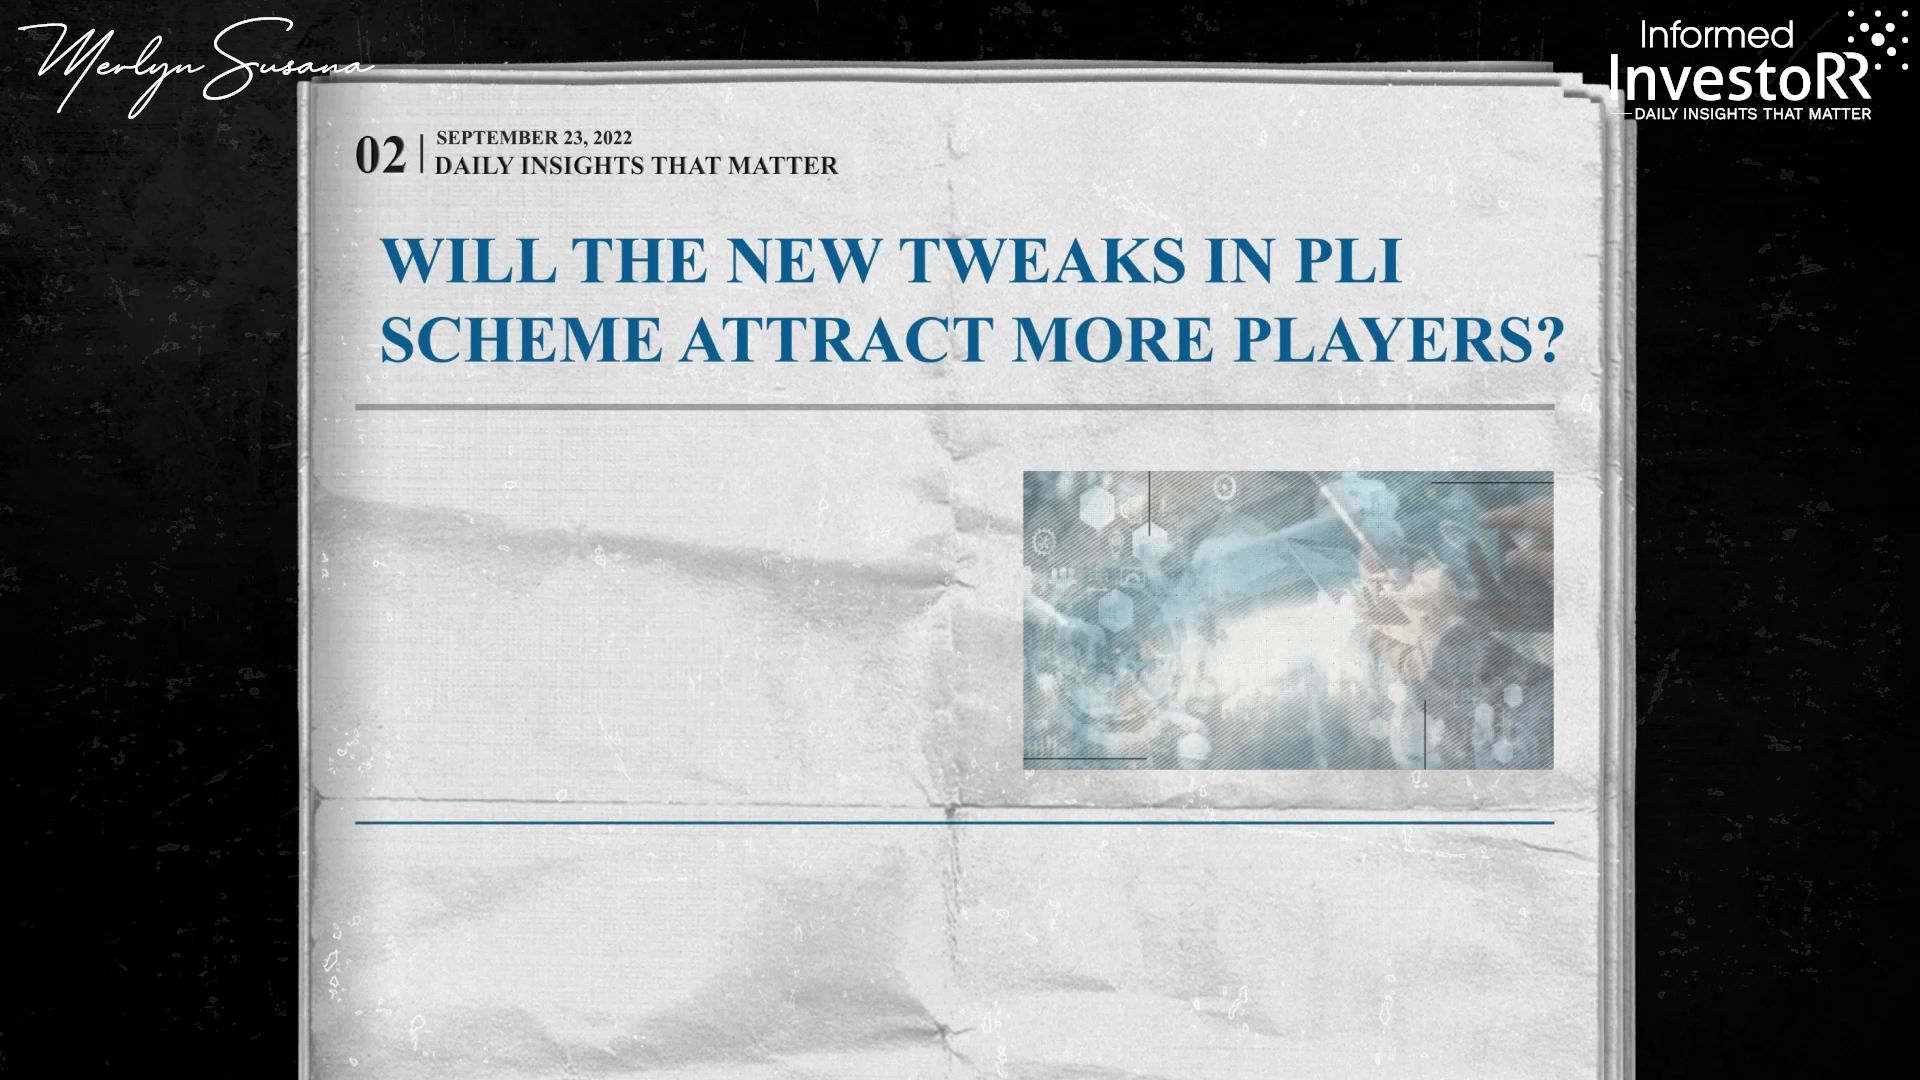 Merlyn Susana
Informed
InvestoRR
DAILY INSIGHTS THAT MATTER
02
SEPTEMBER 23, 2022
DAILY INSIGHTS THAT MATTER
WILL THE NEW TWEAKS IN PLI
SCHEME ATTRACT MORE PLAYERS?